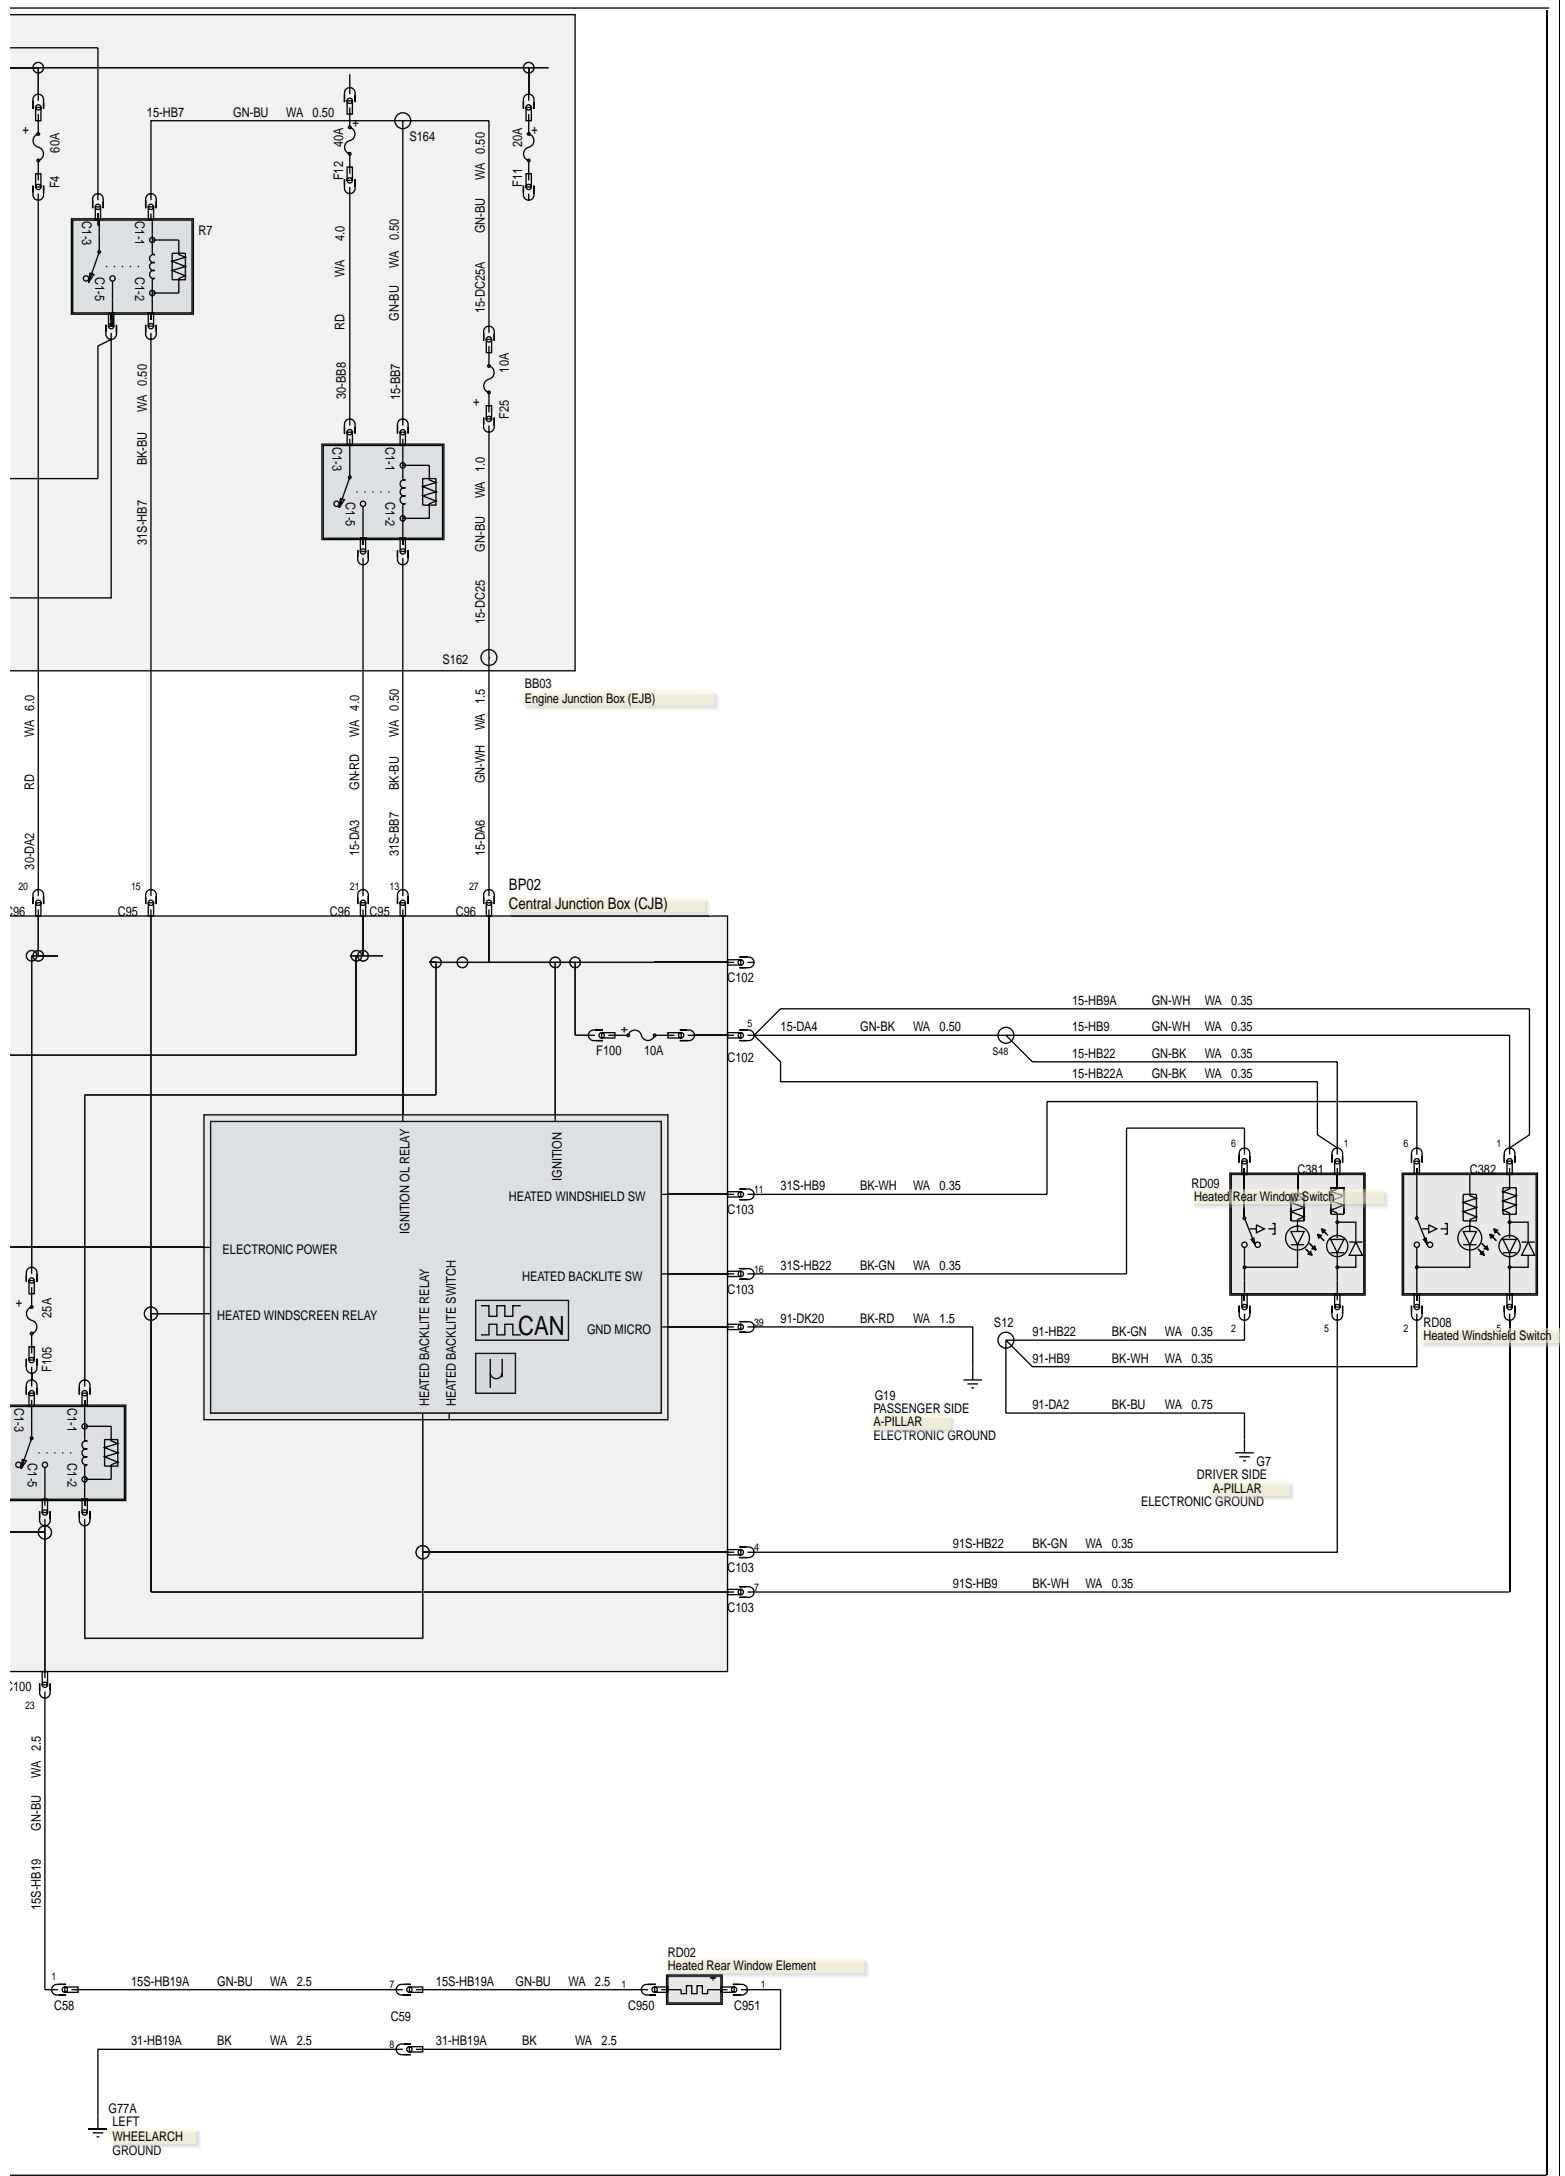 15-HB7 GN-BU WA 0.50
S164
60A
F4
40A
F12
20A
F11
WA 0.50
GN-BU
15-DC25A
R7
C1-3
C1-1
C1-5
C1-2
4.0
WA
RD
30-BB8
WA 0.50
GN-BU
15-BB7
10A
F25
WA 0.50
BK-BU
31S-HB7
C1-3
C1-1
C1-5
C1-2
WA 1.0
GN-BU
15-DC25
S162
BB03
Engine Junction Box (EJB)
WA 6.0
RD
30-DA2
WA 4.0
GN-RD
15-DA3
WA 0.50
BK-BU
31S-BB7
WA 1.5
GN-WH
15-DA6
20
15
21
13
27
BP02
Central Junction Box (CJB)
C96
C95
C96
C95
C96
C102
15-HB9A GN-WH WA 0.35
5
15-DA4 GN-BK WA 0.50
15-HB9 GN-WH WA 0.35
F100 10A
C102
S48
15-HB22 GN-BK WA 0.35
15-HB22A GN-BK WA 0.35
IGNITION OL RELAY
IGNITION
6
1
6
1
C381
C382
11
31S-HB9 BK-WH WA 0.35
HEATED WINDSHIELD SW
C103
RD09
Heated Rear Window Switch
ELECTRONIC POWER
HEATED BACKLITE SW
16
31S-HB22 BK-GN WA 0.35
C103
25A
F105
HEATED WINDSCREEN RELAY
HEATED BACKLITE RELAY
HEATED BACKLITE SWITCH
CAN
µ
GND MICRO
39
91-DK20 BK-RD WA 1.5
S12
91-HB22 BK-GN WA 0.35
91-HB9 BK-WH WA 0.35
2
5
2
5
RD08
Heated Windshield Switch
G19
PASSENGER SIDE
A-PILLAR
ELECTRONIC GROUND
91-DA2 BK-BU WA 0.75
G7
DRIVER SIDE
A-PILLAR
ELECTRONIC GROUND
C1-3
C1-1
C1-5
C1-2
4
91S-HB22 BK-GN WA 0.35
C103
7
91S-HB9 BK-WH WA 0.35
C103
C100
23
WA 2.5
GN-BU
15S-HB19
RD02
Heated Rear Window Element
1
15S-HB19A GN-BU WA 2.5
7
15S-HB19A GN-BU WA 2.5
1
1
C58
C59
C950
C951
31-HB19A BK WA 2.5
8
31-HB19A BK WA 2.5
G77A
LEFT
WHEELARCH
GROUND